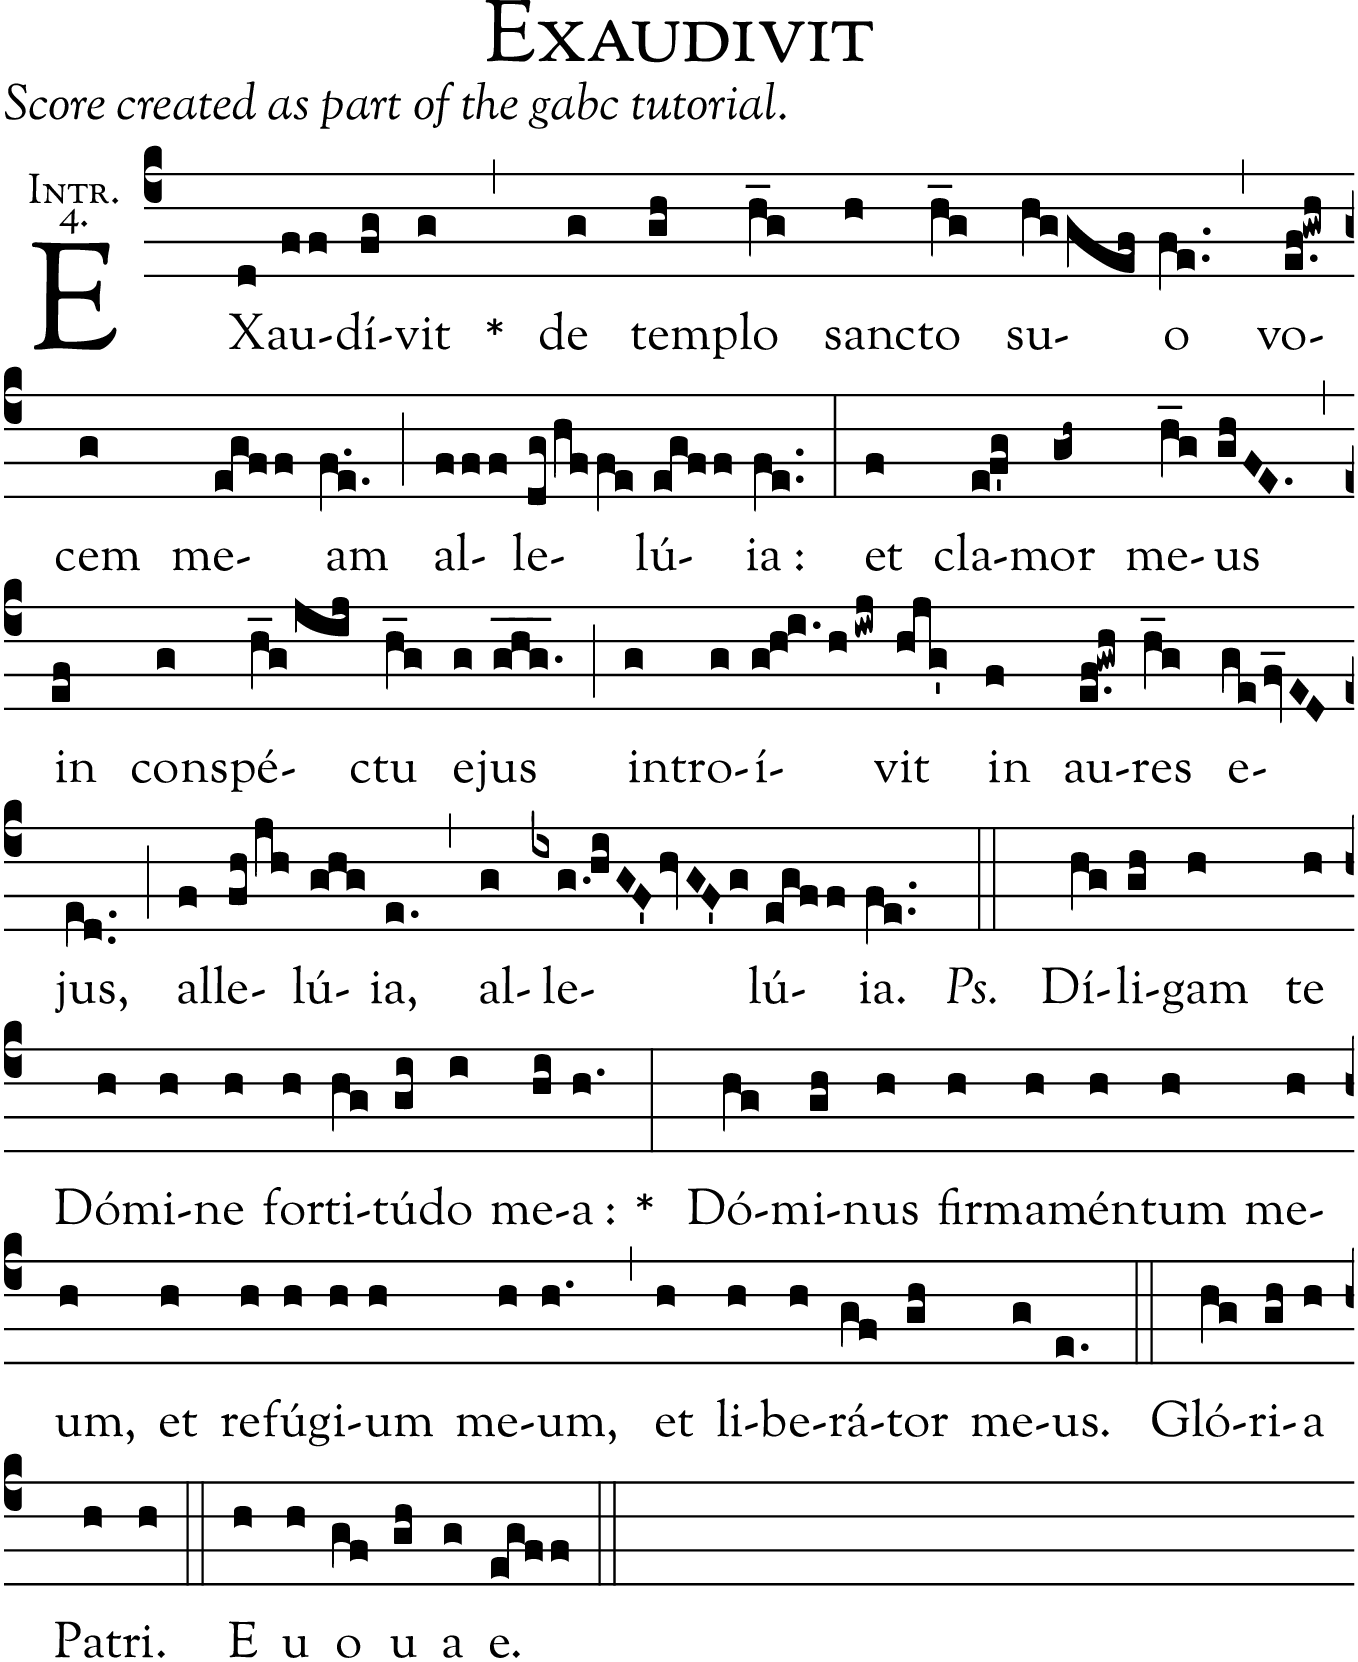 EXAUDIVIT
Score created as part of the gabc tutorial.
INTR.
4.
EXau-dí-vit * de templo sancto su- o vo-
cem me- am al- le- lú- ia : et cla-mor me-us
in conspé- ctu ejus intro-í- vit in au-res e-
jus, alle- lú- ia, al-le- lú- ia. Ps. Dí-li-gam te
Dómi-ne forti-túdo me-a : * Dó-mi-nus firmaméntum me-
um, et refúgi-um me-um, et li-be-rá-tor me-us. Gló-ri-a
Patri. E u o u a e.